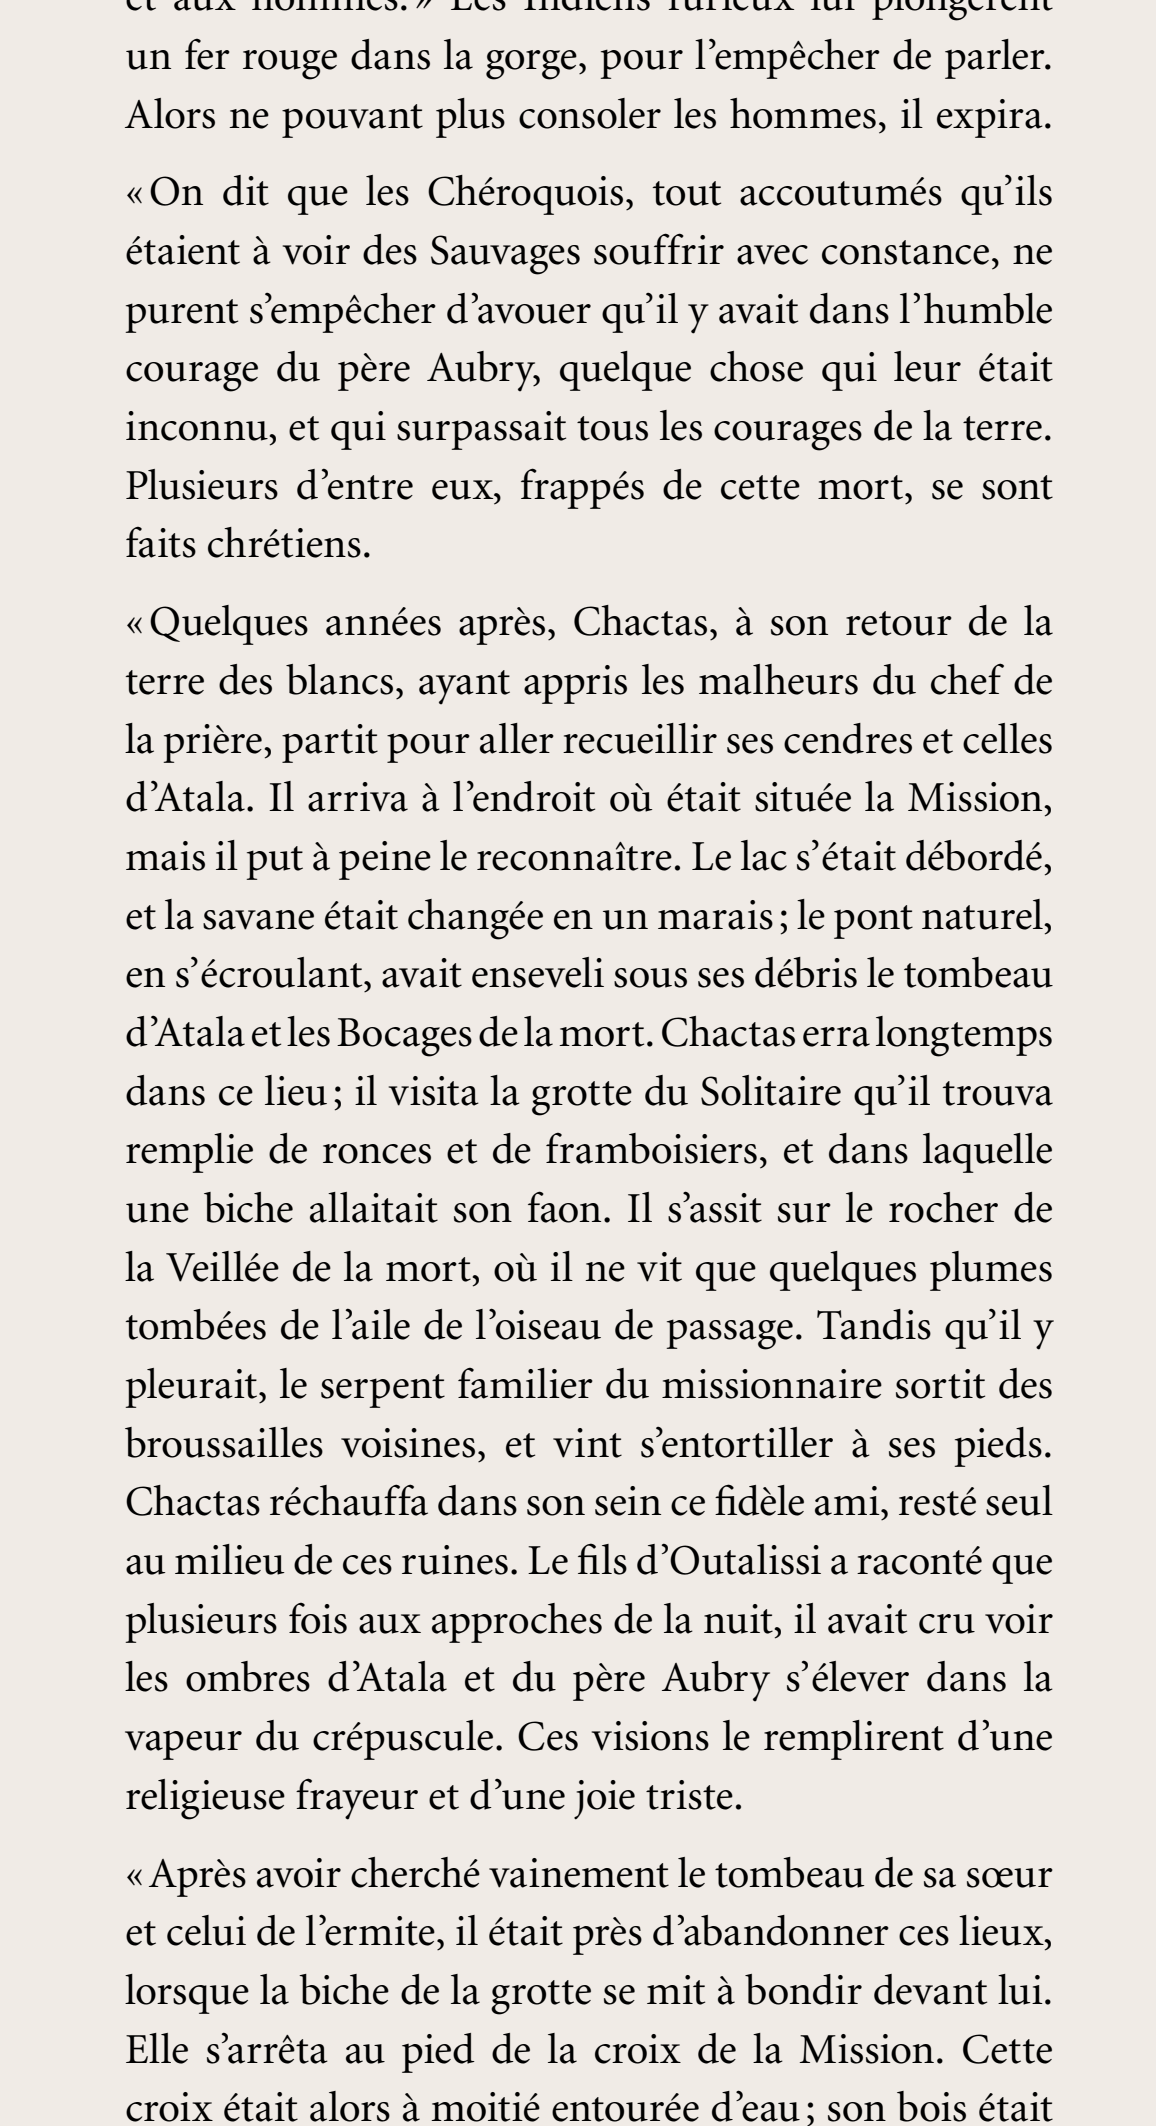 et aux hommes. » Les Indiens furieux lui plongèrent
un fer rouge dans la gorge, pour l’empêcher de parler.
Alors ne pouvant plus consoler les hommes, il expira.
« On dit que les Chéroquois, tout accoutumés qu’ils
étaient à voir des Sauvages souffrir avec constance, ne
purent s’empêcher d’avouer qu’il y avait dans l’humble
courage du père Aubry, quelque chose qui leur était
inconnu, et qui surpassait tous les courages de la terre.
Plusieurs d’entre eux, frappés de cette mort, se sont
faits chrétiens.
« Quelques années après, Chactas, à son retour de la
terre des blancs, ayant appris les malheurs du chef de
la prière, partit pour aller recueillir ses cendres et celles
d’Atala. Il arriva à l’endroit où était située la Mission,
mais il put à peine le reconnaître. Le lac s’était débordé,
et la savane était changée en un marais ; le pont naturel,
en s’écroulant, avait enseveli sous ses débris le tombeau
d’Atala et les Bocages de la mort. Chactas erra longtemps
dans ce lieu ; il visita la grotte du Solitaire qu’il trouva
remplie de ronces et de framboisiers, et dans laquelle
une biche allaitait son faon. Il s’assit sur le rocher de
la Veillée de la mort, où il ne vit que quelques plumes
tombées de l’aile de l’oiseau de passage. Tandis qu’il y
pleurait, le serpent familier du missionnaire sortit des
broussailles voisines, et vint s’entortiller à ses pieds.
Chactas réchauffa dans son sein ce fidèle ami, resté seul
au milieu de ces ruines. Le fils d’Outalissi a raconté que
plusieurs fois aux approches de la nuit, il avait cru voir
les ombres d’Atala et du père Aubry s’élever dans la
vapeur du crépuscule. Ces visions le remplirent d’une
religieuse frayeur et d’une joie triste.
« Après avoir cherché vainement le tombeau de sa sœur
et celui de l’ermite, il était près d’abandonner ces lieux,
lorsque la biche de la grotte se mit à bondir devant lui.
Elle s’arrêta au pied de la croix de la Mission. Cette
croix était alors à moitié entourée d’eau ; son bois était